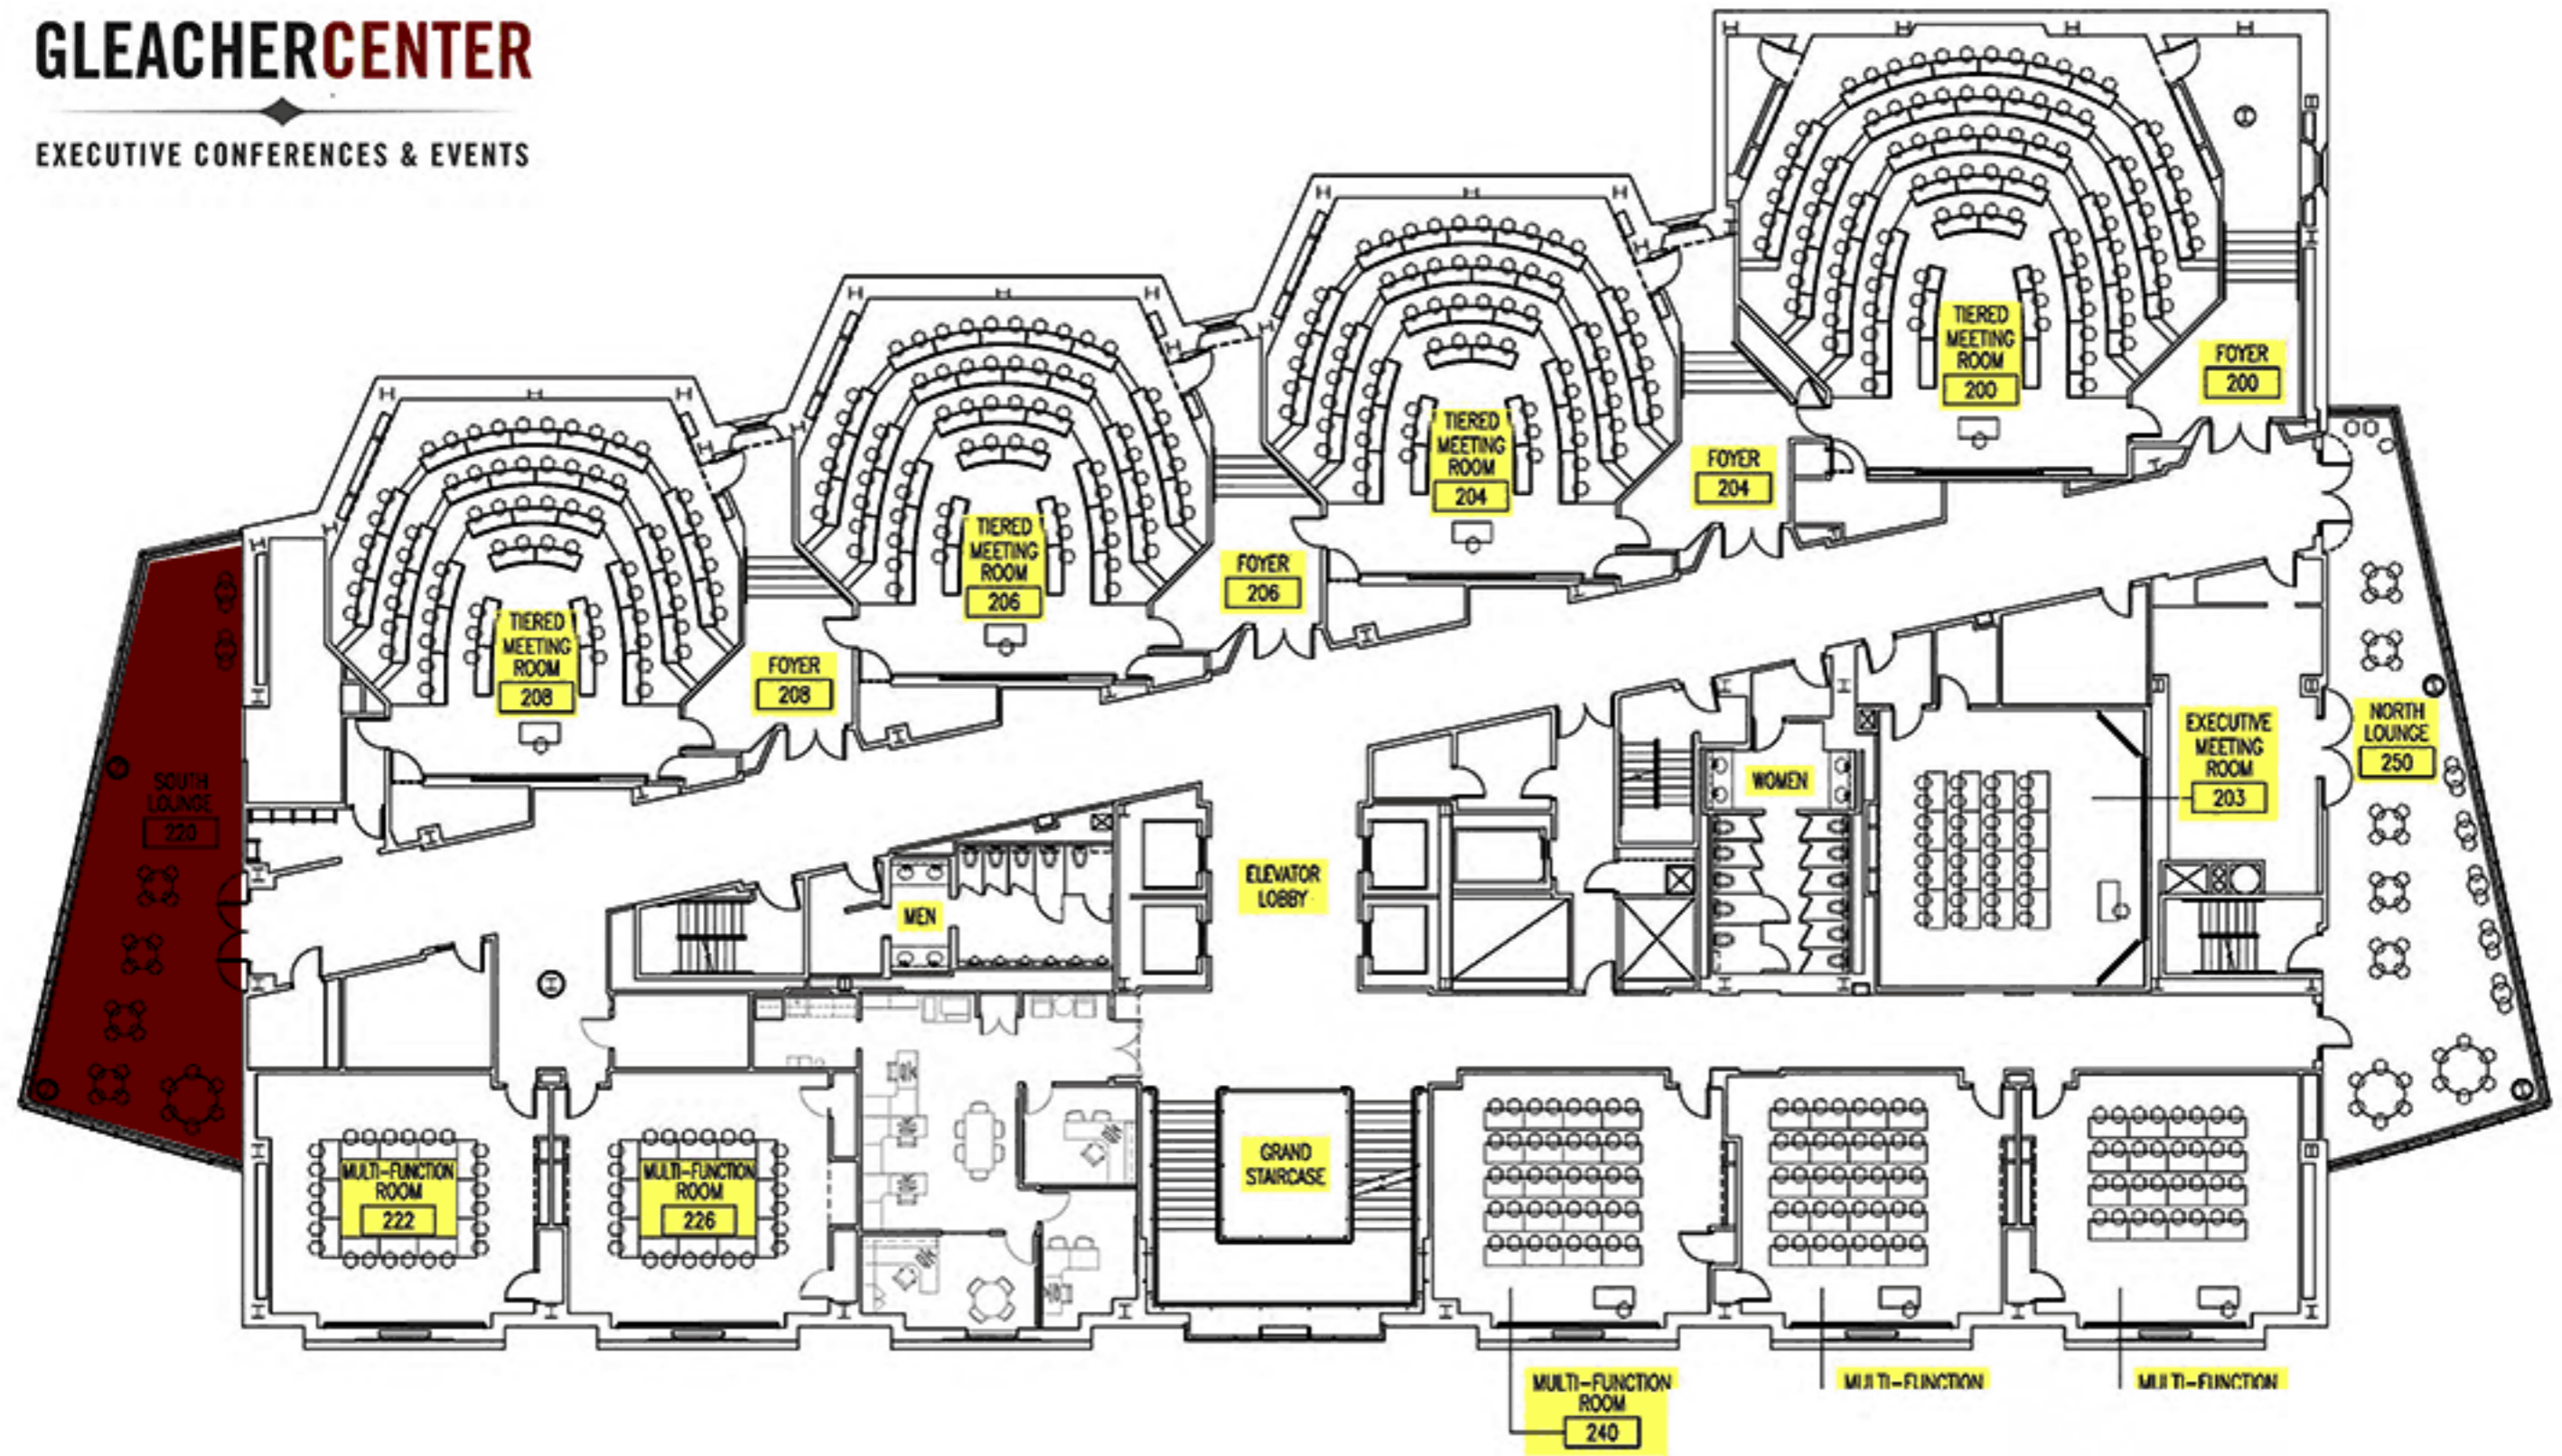 GLEACHERCENTER
EXECUTIVE CONFERENCES & EVENTS
TIERED
MEETING
ROOM
200
FOYER
200
TIERED
MEETING
ROOM
204
FOYER
204
TIERED
MEETING
ROOM
206
FOYER
206
TIERED
MEETING
ROOM
208
FOYER
208
SOUTH
LOUNGE
220
NORTH
LOUNGE
250
EXECUTIVE
MEETING
ROOM
203
WOMEN
ELEVATOR
LOBBY
MEN
GRAND
STAIRCASE
MULTI-FUNCTION
ROOM
222
MULTI-FUNCTION
ROOM
226
MULTI-FUNCTION
ROOM
240
MULTI-FUNCTION
MULTI-FUNCTION